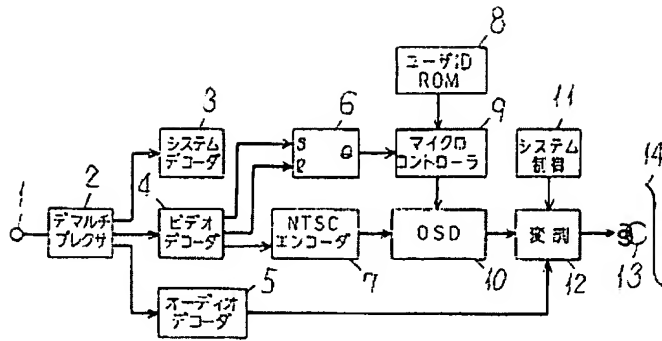 8
ユーザID
ROM
3
システム
デコーダ
6
S
R
Q
9
マイクロ
コントローラ
11
システム
制御
14
1
2
デマルチ
プレクサ
4
ビデオ
デコーダ
NTSC
エンコーダ
7
OSD
10
変調
12
13
5
オーディオ
デコーダ